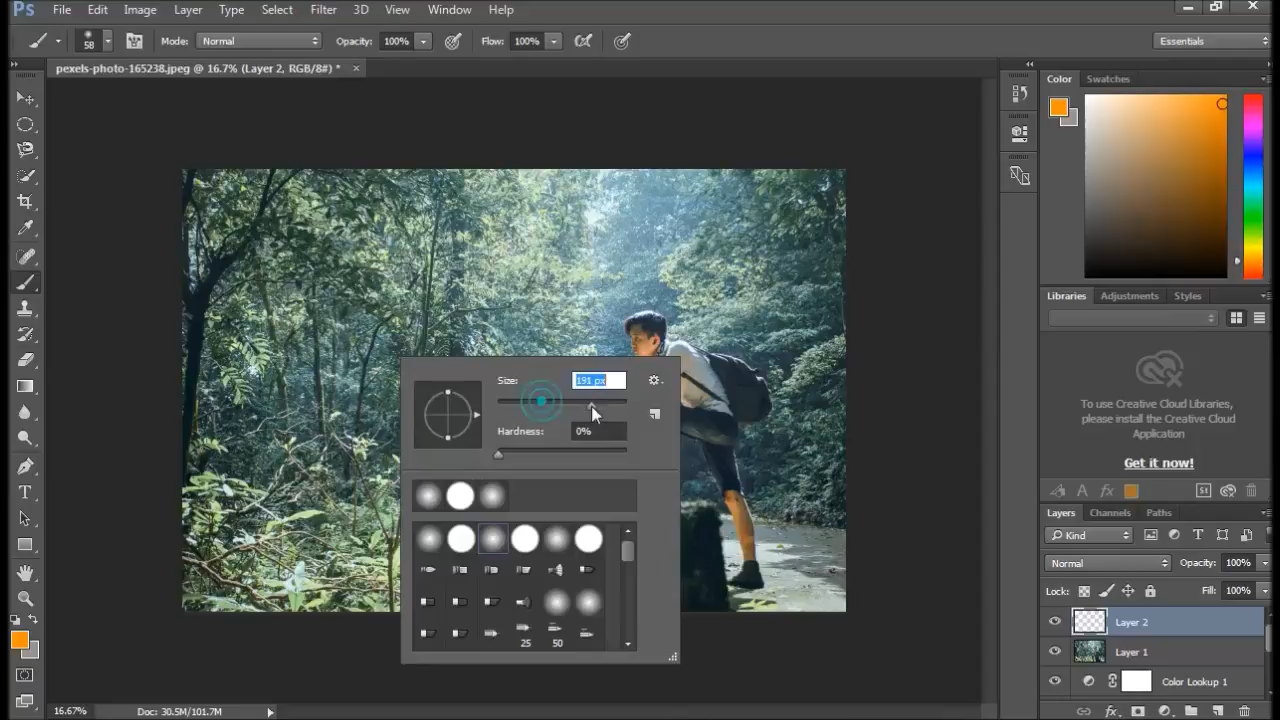 Ps File Edit Image Layer Type Select Filter 3D View Window Help
58 Mode: Normal Opacity: 100% Flow: 100% Essentials
pexels-photo-165238.jpeg @ 16.7% (Layer 2, RGB/8#) * ×
Color Swatches
Libraries Adjustments Styles
Size: 191 px
Hardness: 0%
To use Creative Cloud Libraries,
please install the Creative Cloud
Application
Get it now!
A fx St
Layers Channels Paths
Kind T
Normal Opacity: 100%
Lock: Fill: 100%
Layer 2
25 50
Layer 1
Color Lookup 1
16.67% Doc: 30.5M/101.7M fx